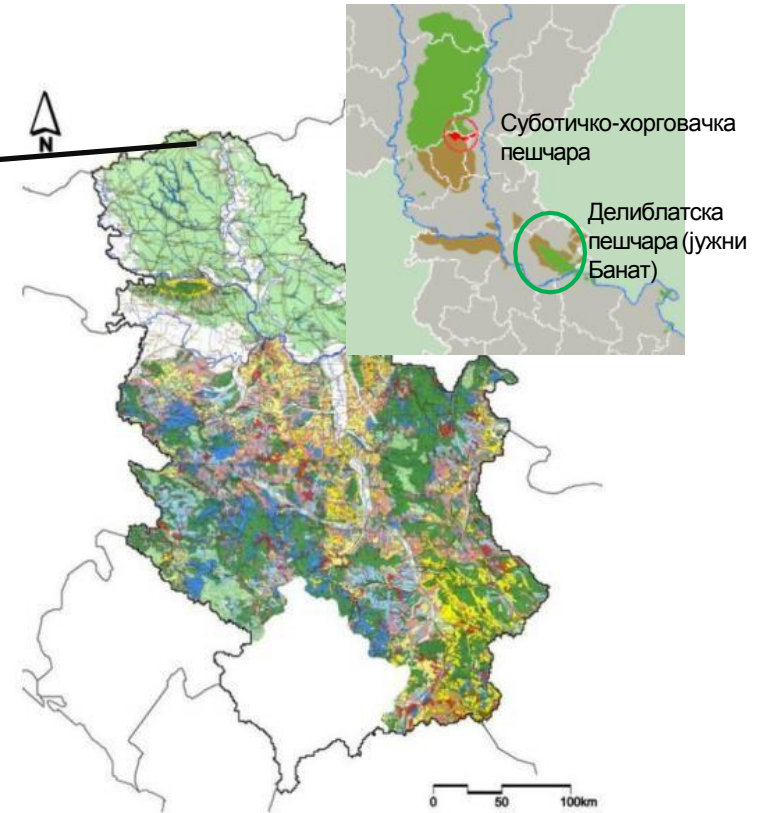 N
Суботичко-хорговачка
пешчара
Делиблатска
пешчара (јужни
Банат)
0 50 100km